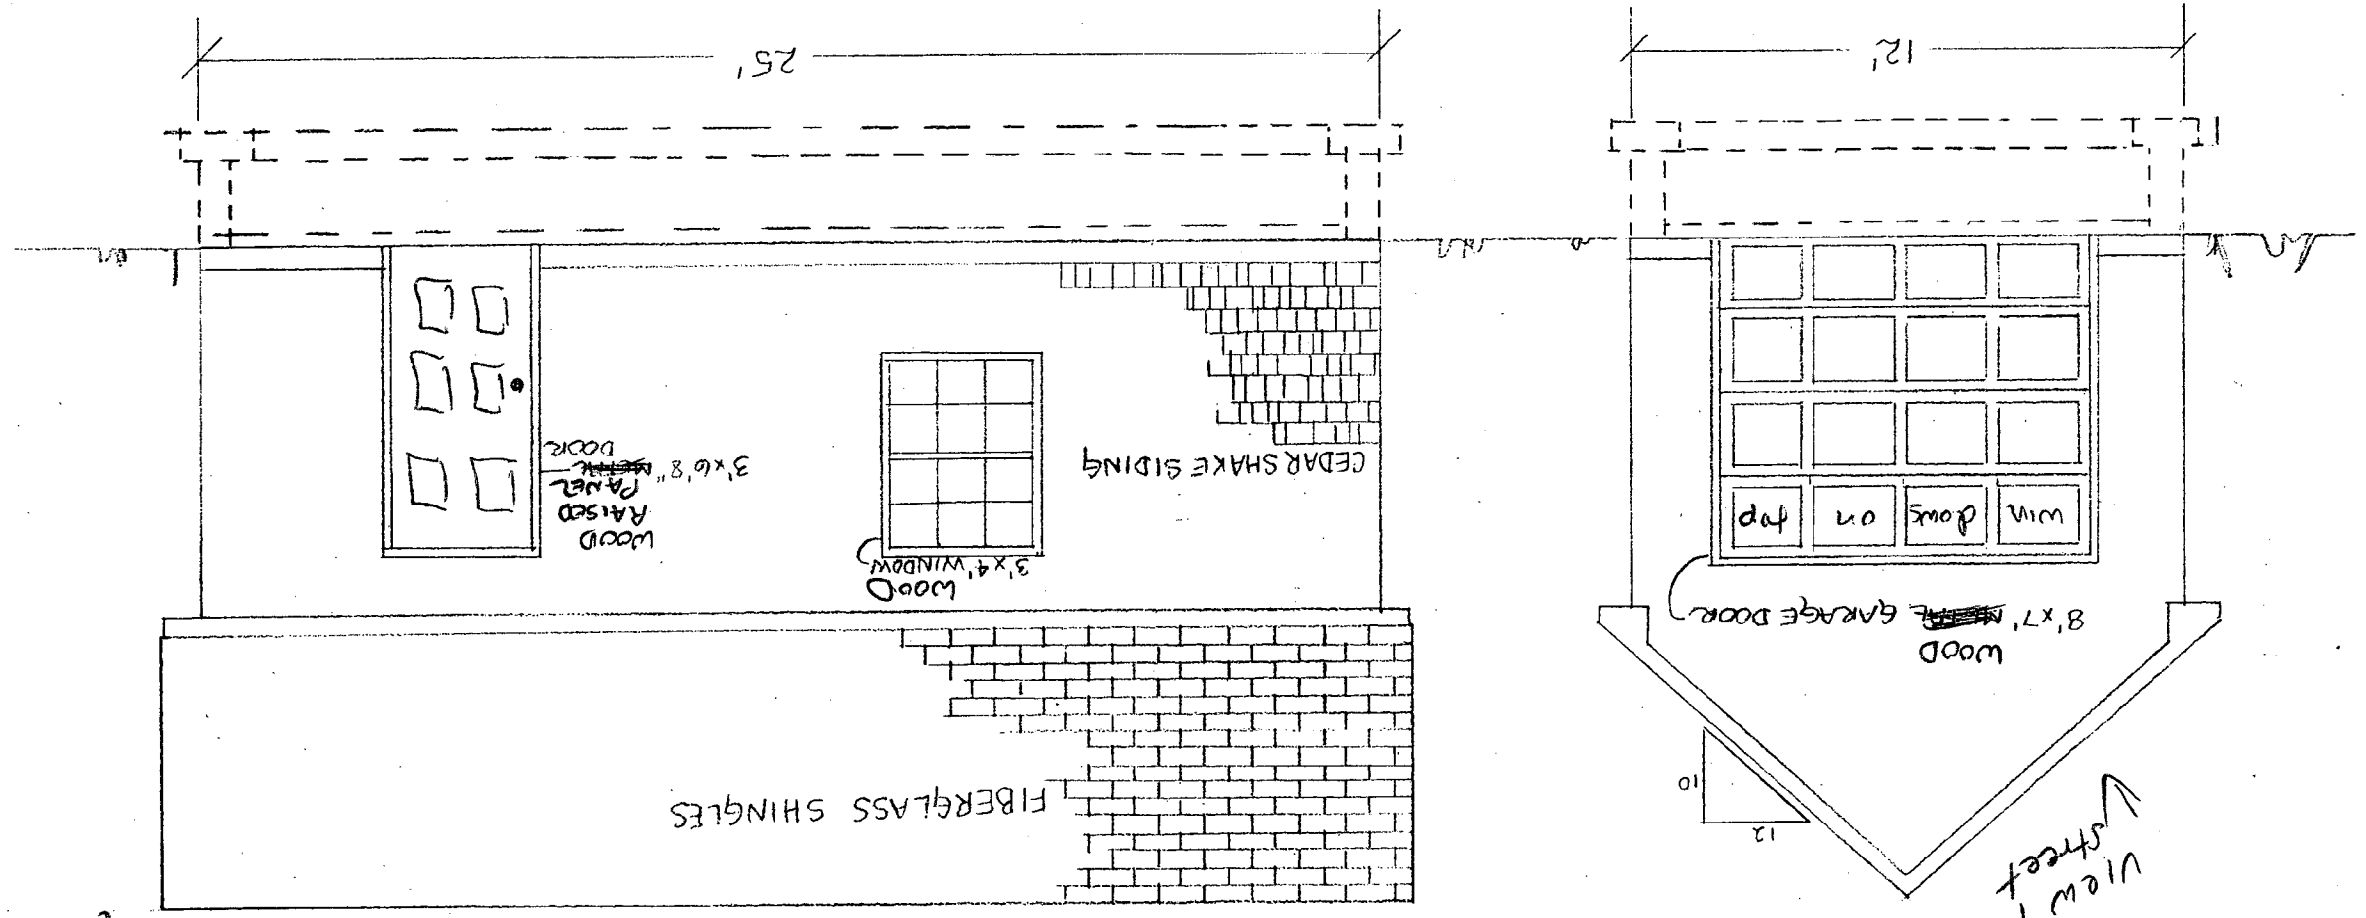 View
street
12
10
WOOD
8'x7' GARAGE DOOR
win dows on top
12'
FIBERGLASS SHINGLES
WOOD
3'x4' WINDOW
CEDAR SHAKE SIDING
WOOD
RAISED
PANEL
3'x6'8" METAL
DOOR
25'